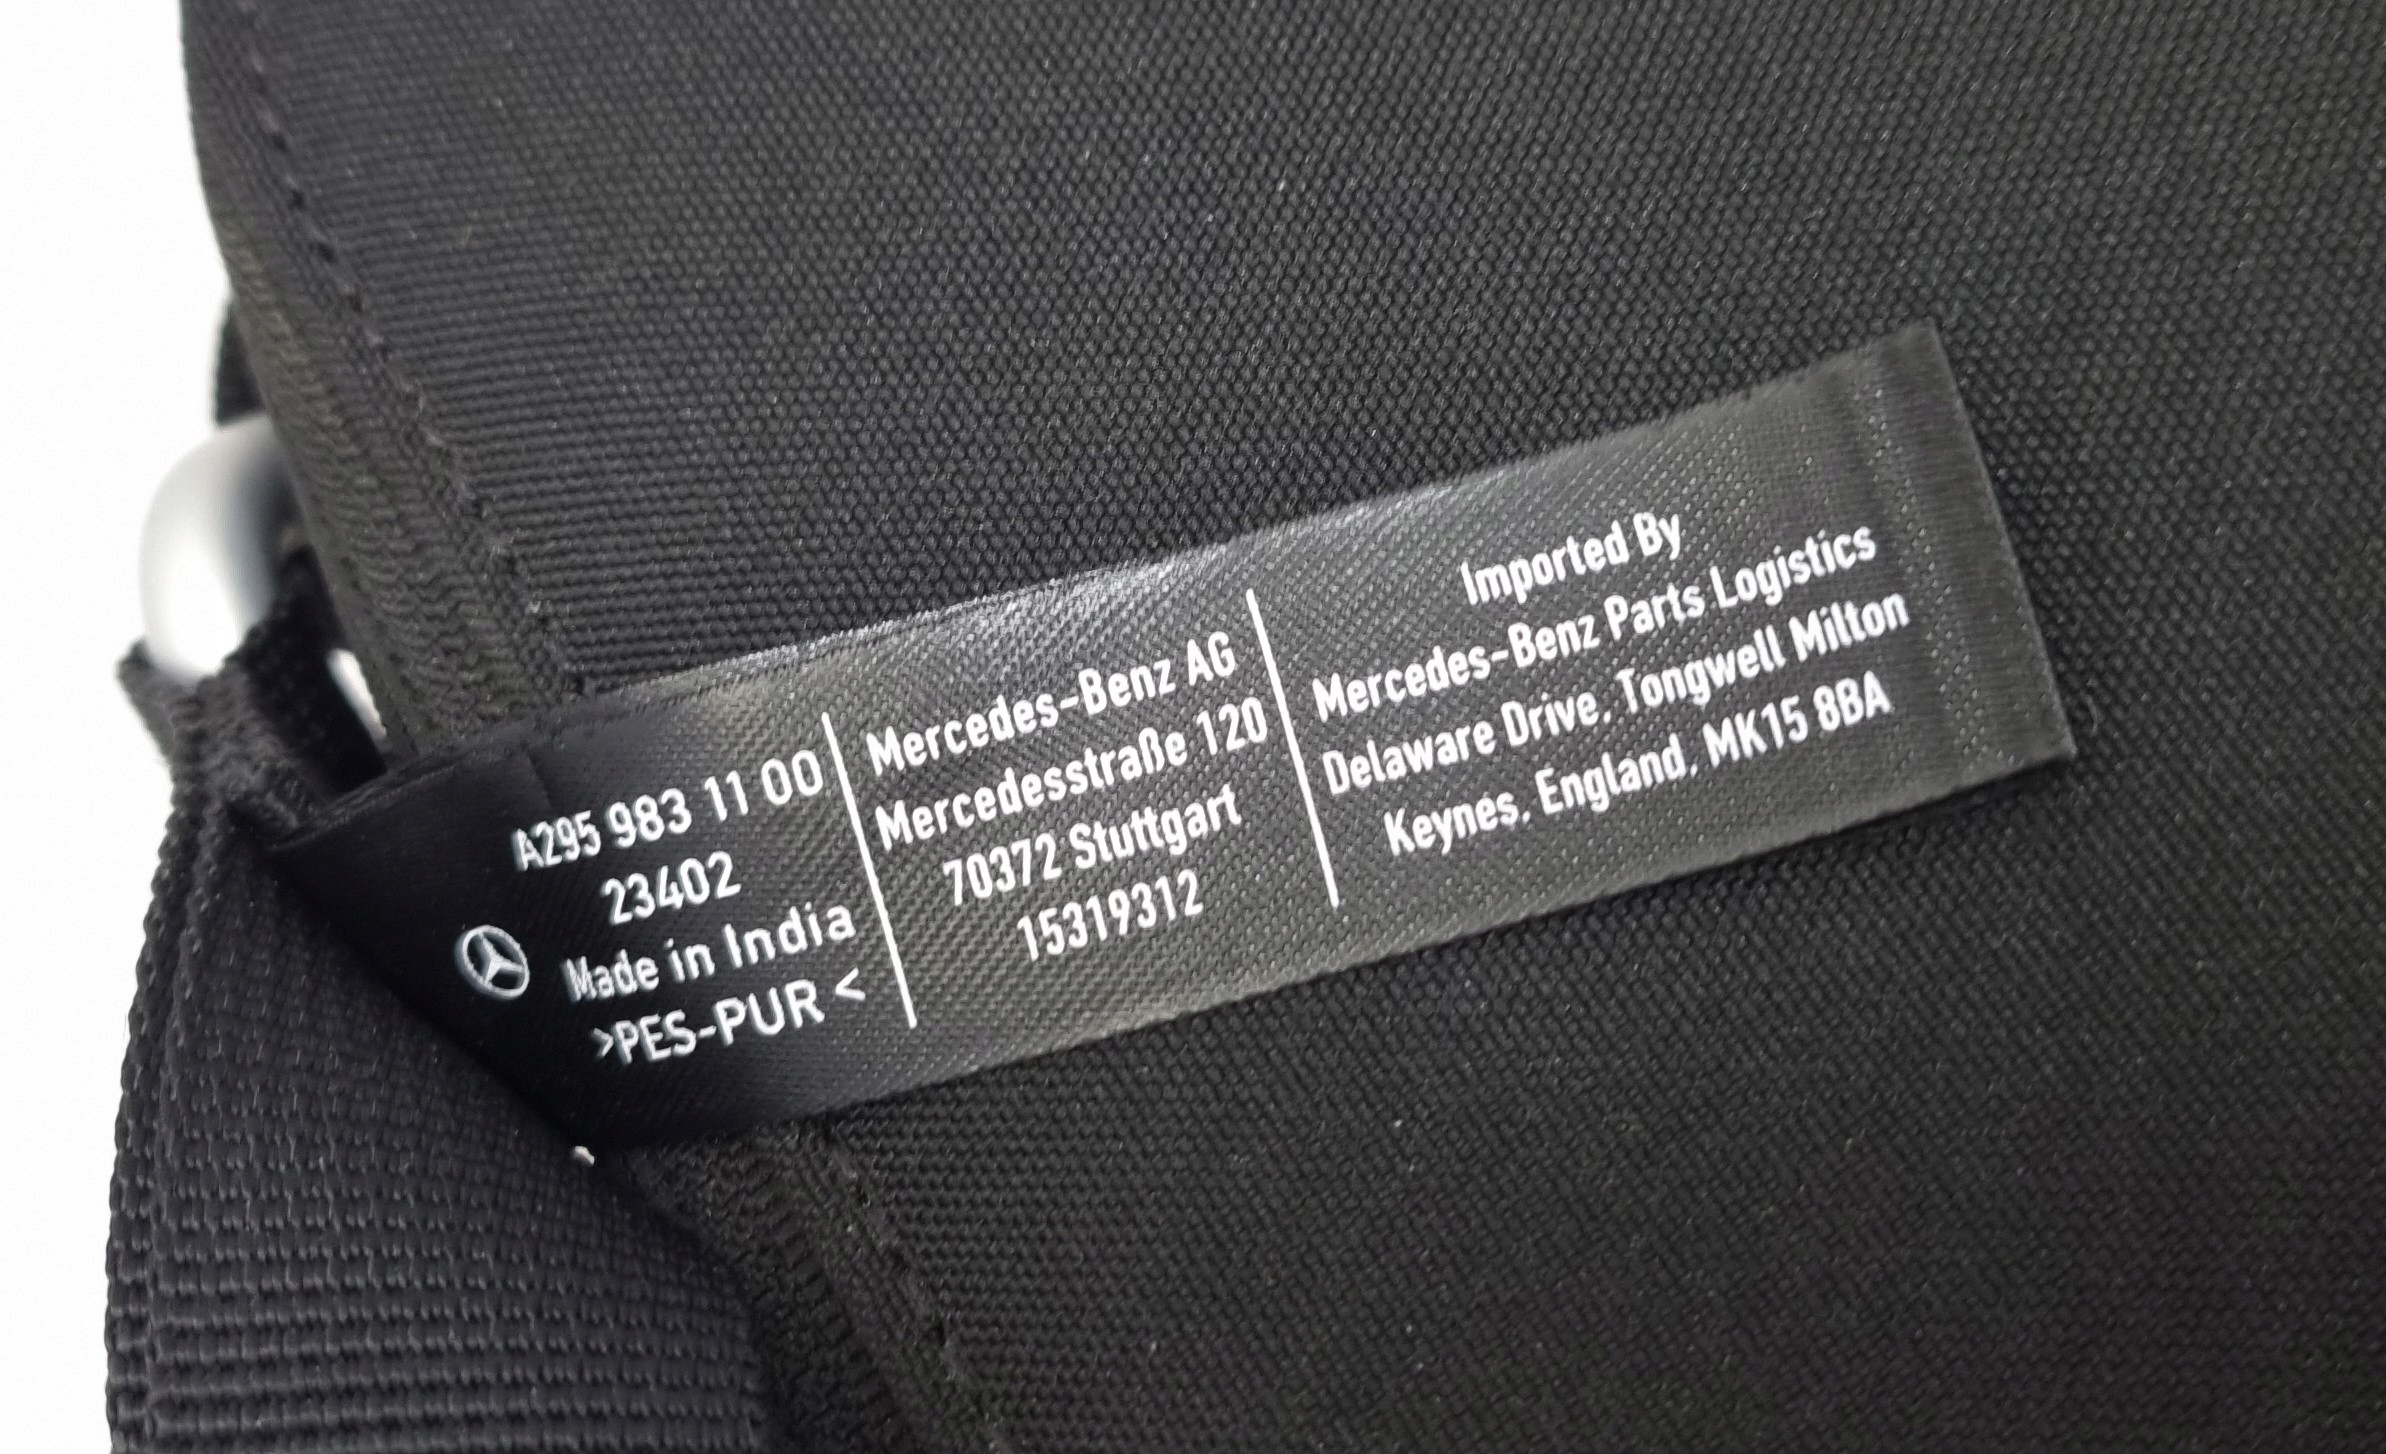 A295 983 11 00
23402
Made in India
>PES-PUR <
Mercedes-Benz AG
Mercedesstraße 120
70372 Stuttgart
15319312
Imported By
Mercedes-Benz Parts Logistics
Delaware Drive, Tongwell Milton
Keynes, England, MK15 8BA